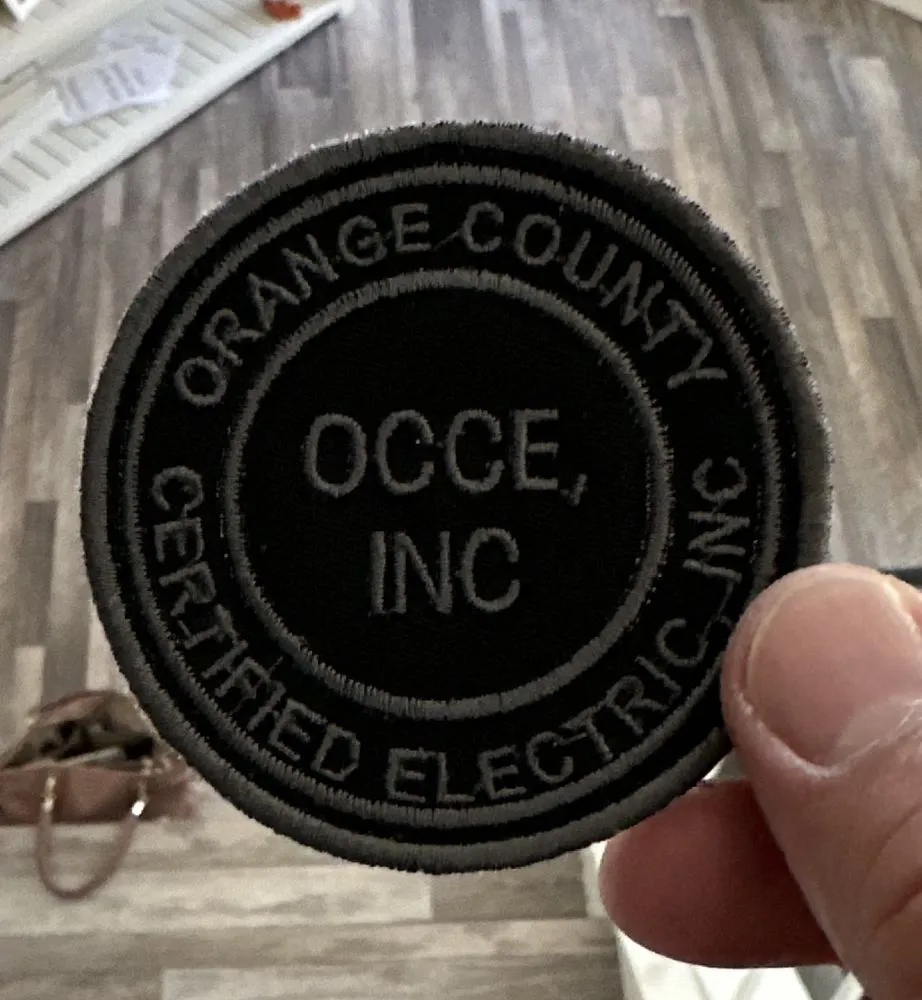 ORANGE COUNTY
OCCE,
INC
CERTIFIED ELECTRIC, INC